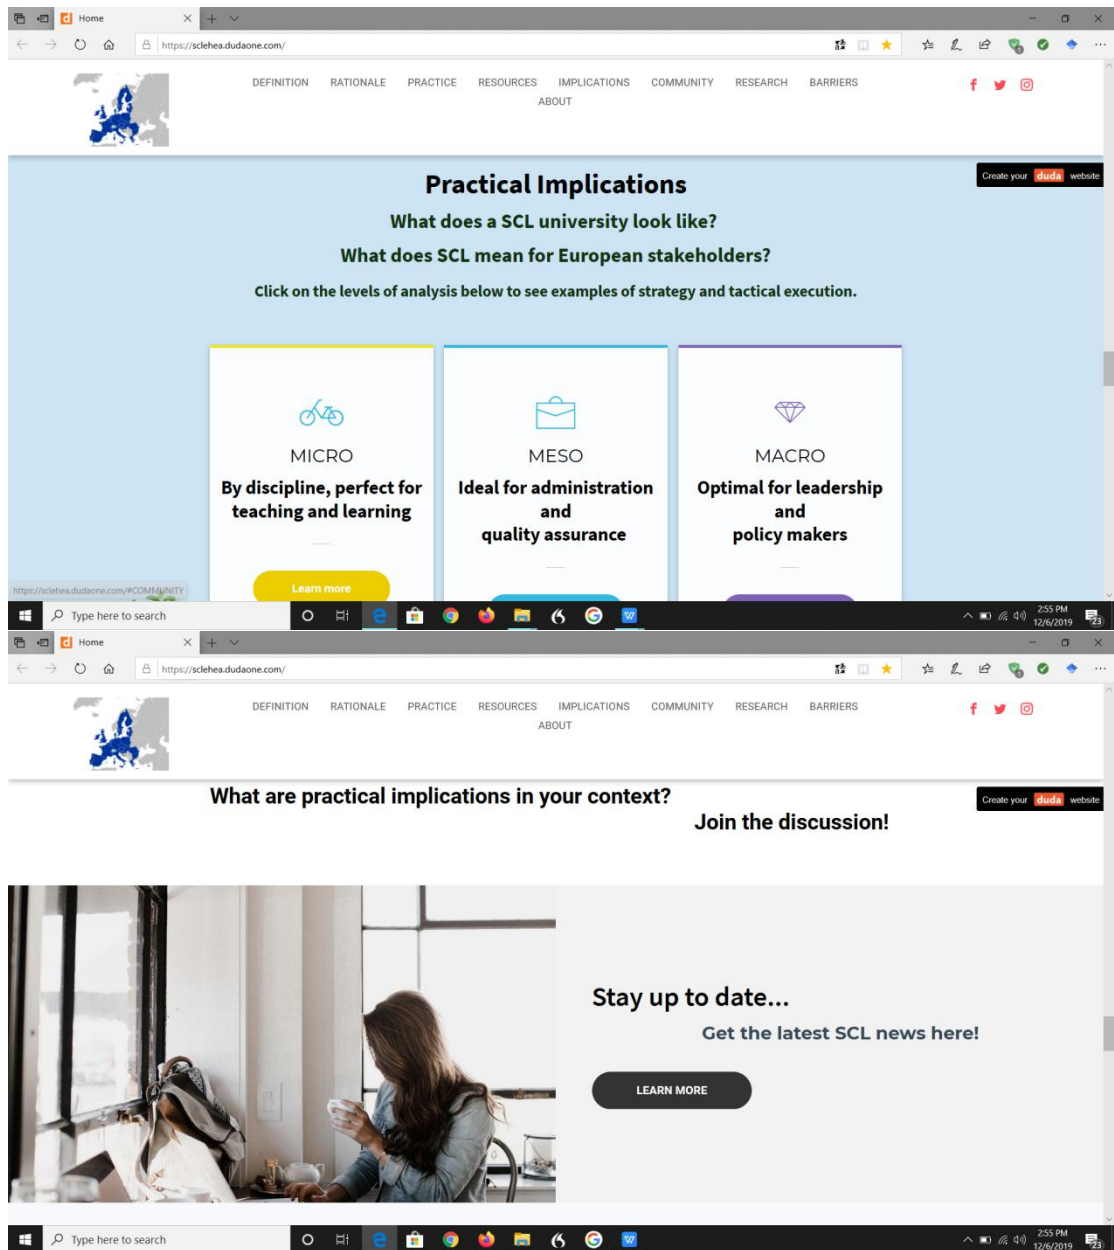 Home
https://sclehea.dudaone.com/
DEFINITION RATIONALE PRACTICE RESOURCES IMPLICATIONS COMMUNITY RESEARCH BARRIERS
ABOUT
Create your duda website
Practical Implications
What does a SCL university look like?
What does SCL mean for European stakeholders?
Click on the levels of analysis below to see examples of strategy and tactical execution.
MICRO
By discipline, perfect for
teaching and learning
Learn more
MESO
Ideal for administration
and
quality assurance
MACRO
Optimal for leadership
and
policy makers
https://sclehea.dudaone.com/#COMMUNITY
Type here to search
2:55 PM
12/6/2019
23
Home
https://sclehea.dudaone.com/
DEFINITION RATIONALE PRACTICE RESOURCES IMPLICATIONS COMMUNITY RESEARCH BARRIERS
ABOUT
Create your duda website
What are practical implications in your context?
Join the discussion!
Stay up to date...
Get the latest SCL news here!
LEARN MORE
Type here to search
2:55 PM
12/6/2019
23